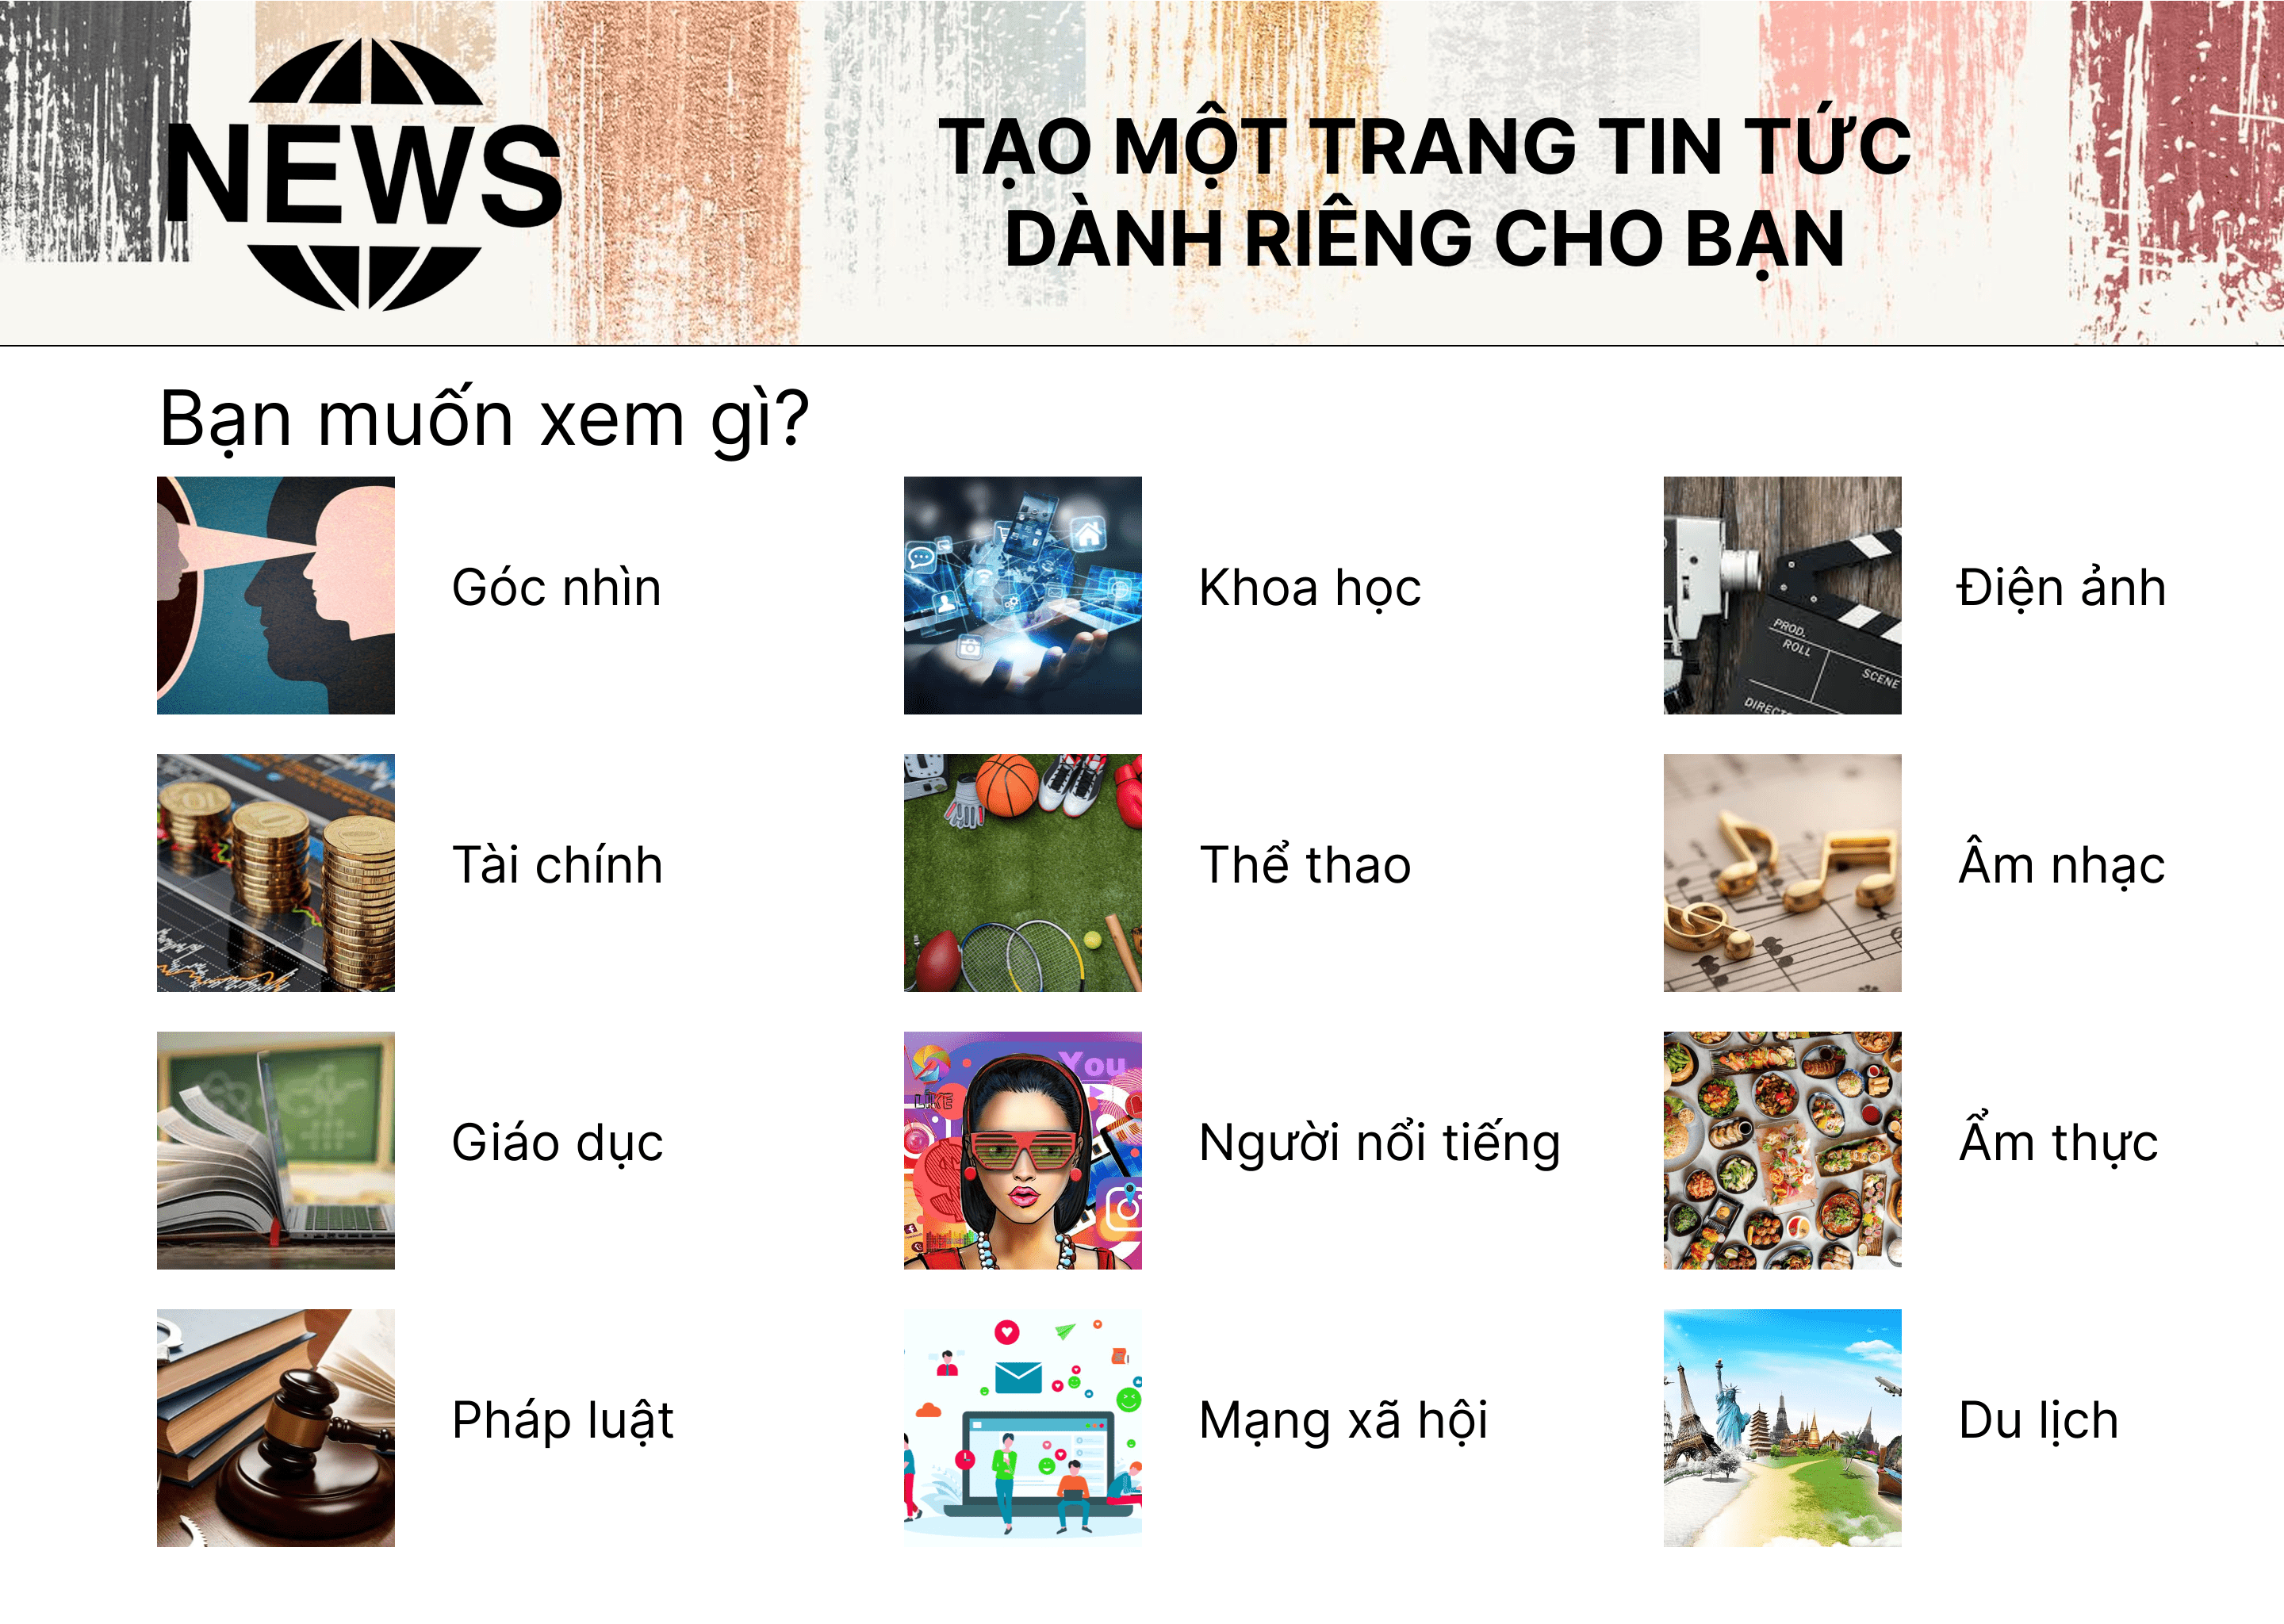 NEWS
TẠO MỘT TRANG TIN TỨC
DÀNH RIÊNG CHO BẠN
Bạn muốn xem gì?
Góc nhìn
Khoa học
PROD.
ROLL
SCENE
DIRECT
Điện ảnh
Tài chính
Thể thao
Âm nhạc
Giáo dục
You
LIKE
Người nổi tiếng
Ẩm thực
Pháp luật
Mạng xã hội
Du lịch